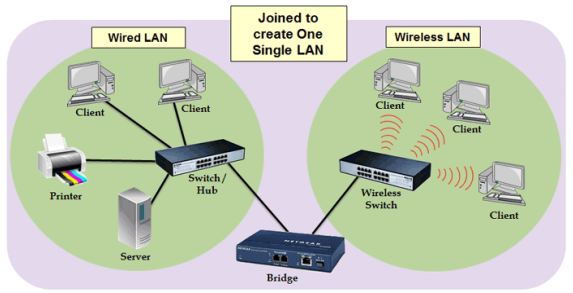 Joined to
create One
Single LAN
Wired LAN
Wireless LAN
Client
Client
Client
Client
Printer
Switch/
Hub
Wireless
Switch
Client
Server
NETGEAR
Bridge